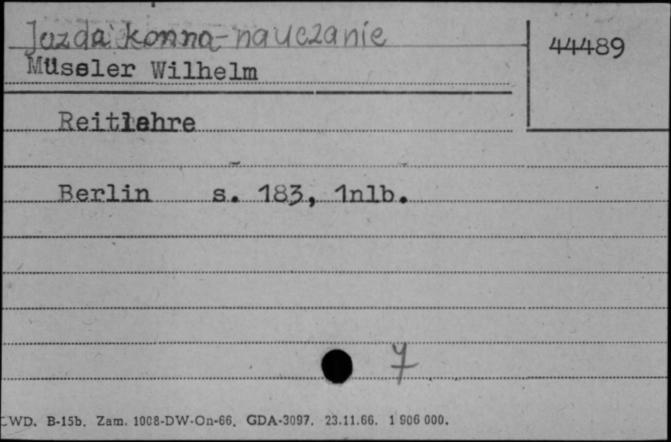 Jazda konna-nauczanie
44489
Müseler Wilhelm
Reitlehre
Berlin s. 183, 1nlb.
7
CWD. B-15b. Zam. 1008-DW-On-66. GDA-3097. 23.11.66. 1 906 000.